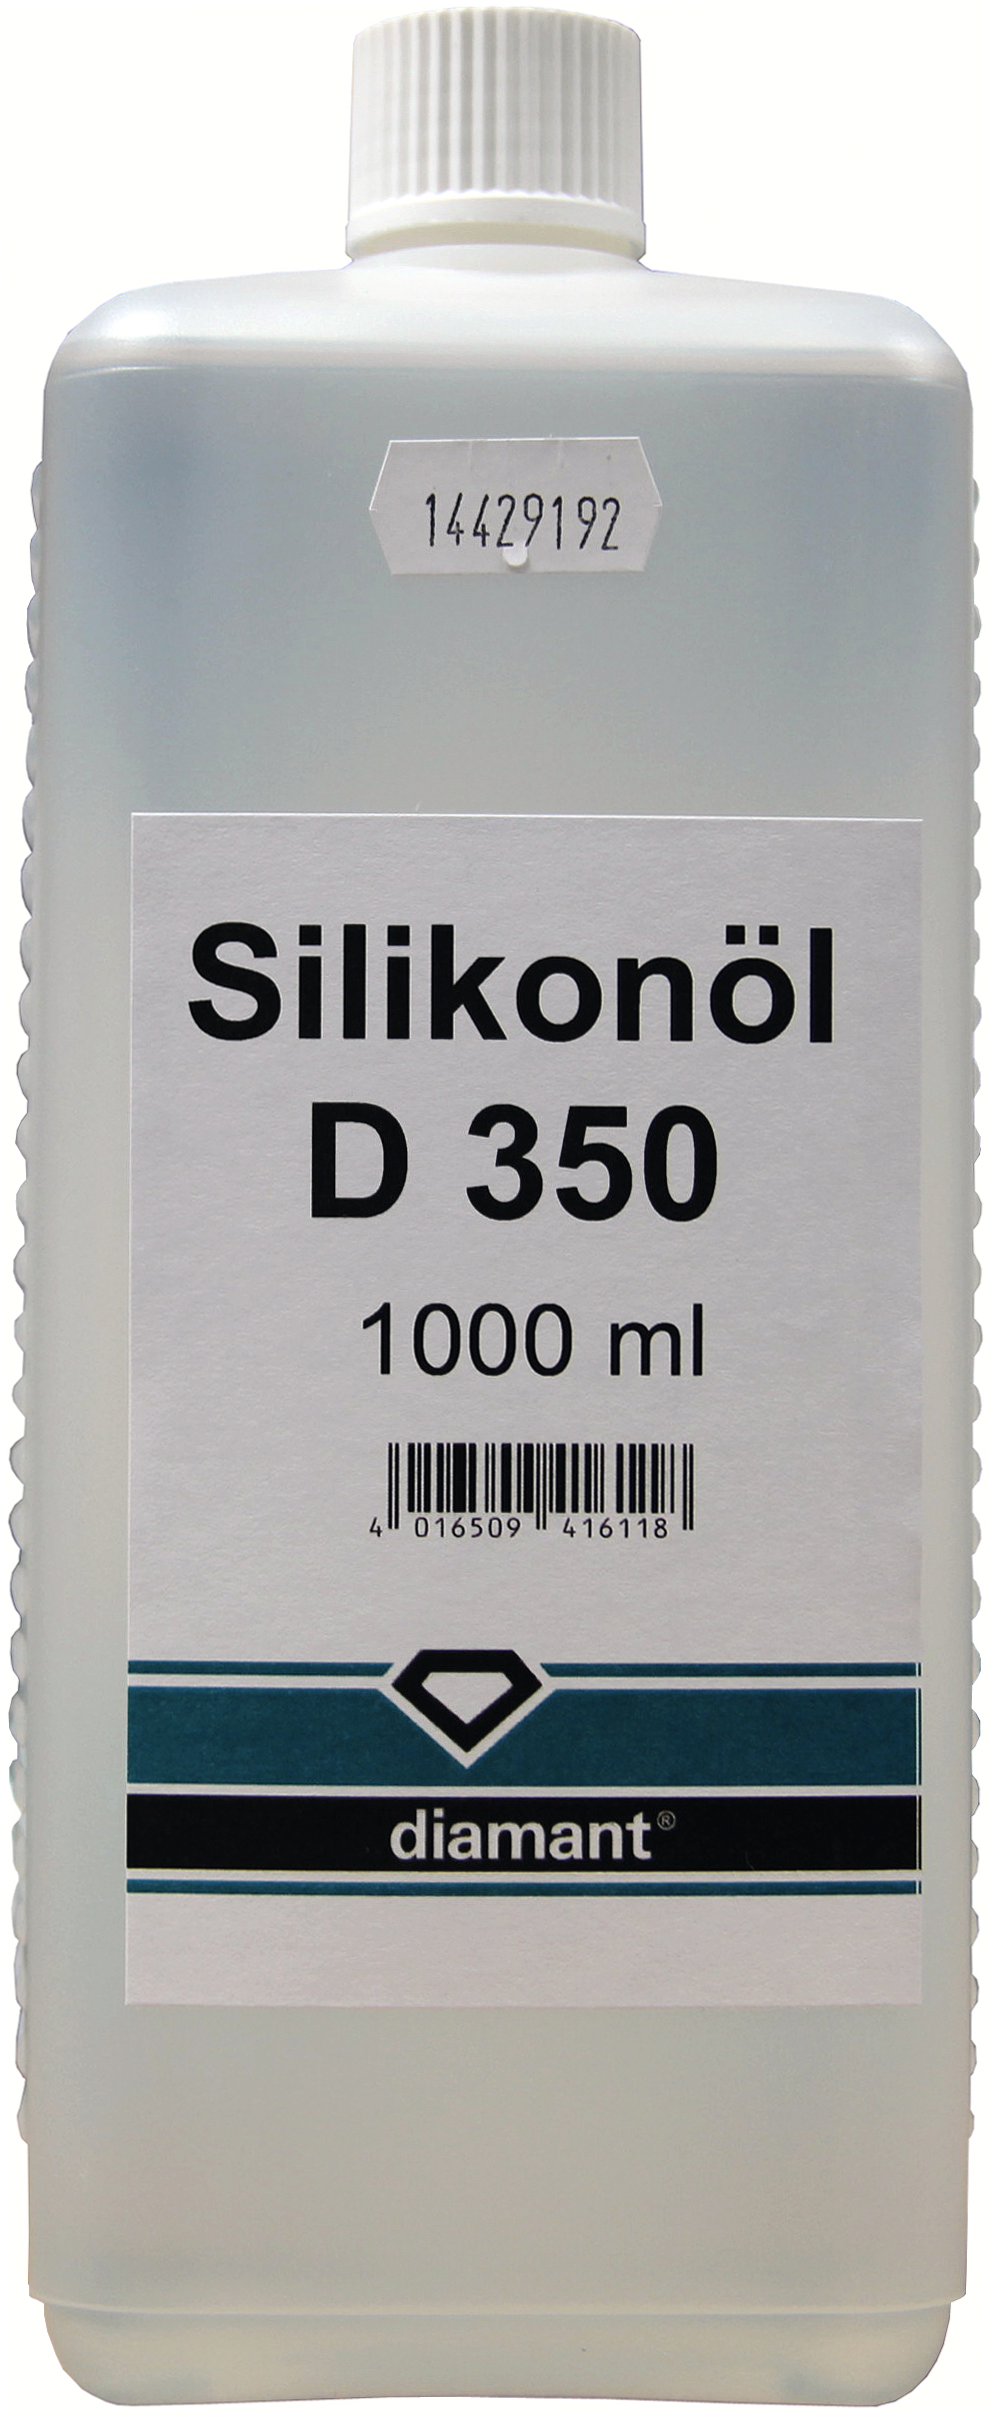 14429192
Silikonöl
D 350
1000 ml
4 016509 416118
diamant®